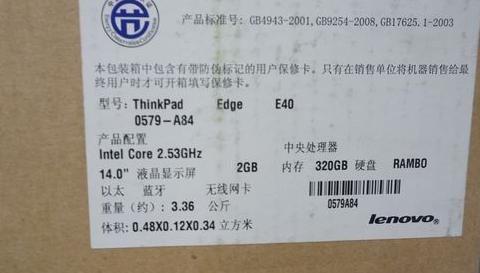 产品标准号: GB4943-2001, GB9254-2008, GB17625.1-2003
本包装箱中包含有带防伪标记的用户保修卡。只有在销售单位将机器销售给最
终用户时才可开箱填写保修卡。
型号: ThinkPad Edge E40
0579-A84
产品配置 中央处理器
Intel Core 2.53GHz 2GB 内存 320GB 硬盘 RAMBO
14.0" 液晶显示屏
以太 蓝牙 无线网卡
重量 (约): 3.36 公斤
0579A84
体积: 0.48X0.12X0.34 立方米
lenovo